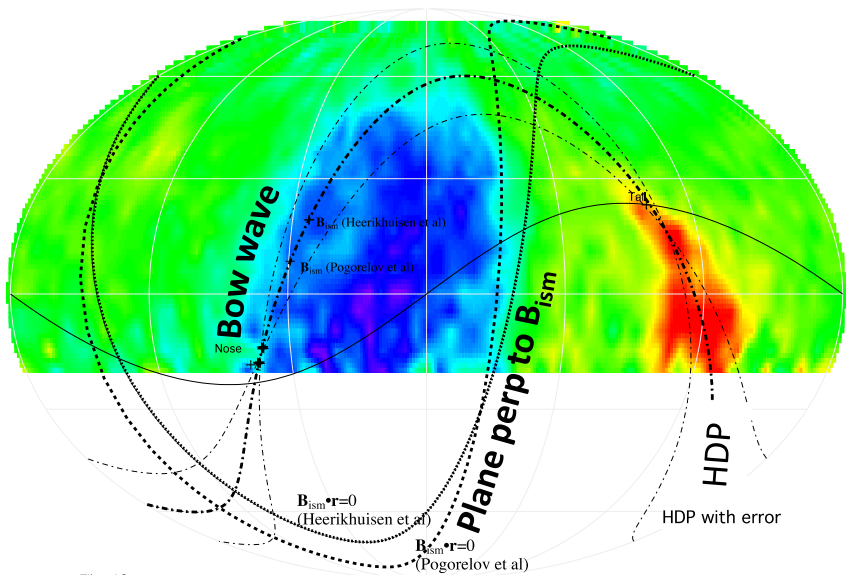 Tail
B_ism (Heerikhuisen et al)
Bow wave
B_ism (Pogorelov et al)
Nose
Plane perp to B_ism
HDP
B_ism•r=0
(Heerikhuisen et al)
HDP with error
B_ism•r=0
(Pogorelov et al)